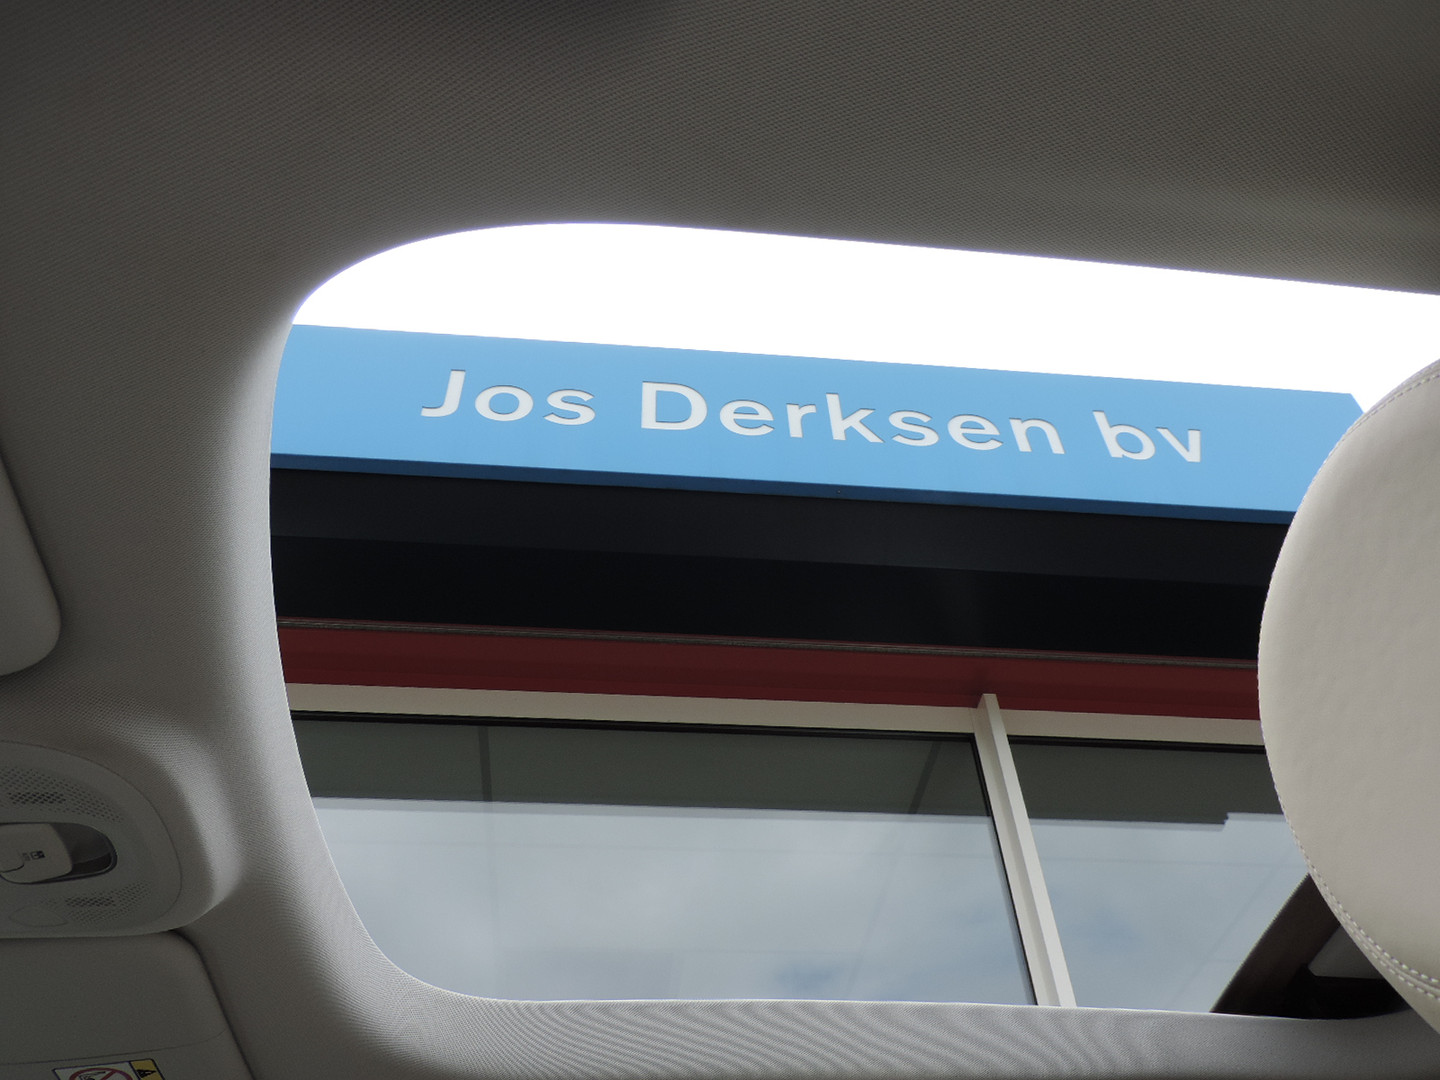 Jos Derksen bv